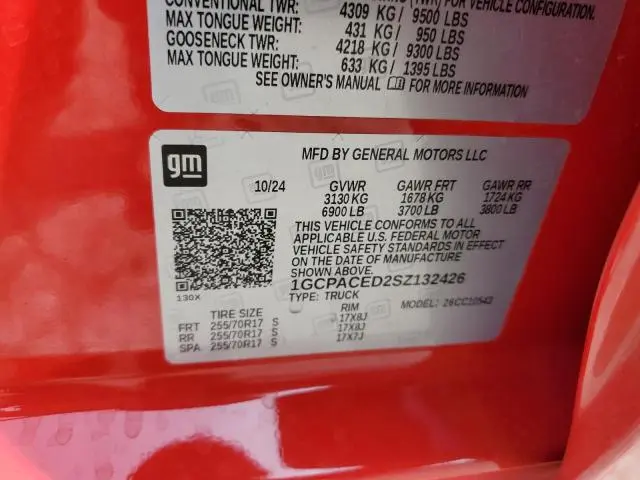 (TWR) FOR VEHICLE CONFIGURATION.
CONVENTIONAL TWR: 4309 KG / 9500 LBS
MAX TONGUE WEIGHT: 431 KG / 950 LBS
GOOSENECK TWR: 4218 KG / 9300 LBS
MAX TONGUE WEIGHT: 633 KG / 1395 LBS
SEE OWNER'S MANUAL FOR MORE INFORMATION
gm
MFD BY GENERAL MOTORS LLC
10/24 GVWR GAWR FRT GAWR RR
3130 KG 1678 KG 1724 KG
6900 LB 3700 LB 3800 LB
THIS VEHICLE CONFORMS TO ALL
APPLICABLE U.S. FEDERAL MOTOR
VEHICLE SAFETY STANDARDS IN EFFECT
ON THE DATE OF MANUFACTURE
1GCPACED2SZ132426
130X
TYPE: TRUCK MODEL:
TIRE SIZE RIM
FRT 255/70R17 S 17X8J
RR 255/70R17 S 17X8J
SPA 255/70R17 S 17X7J